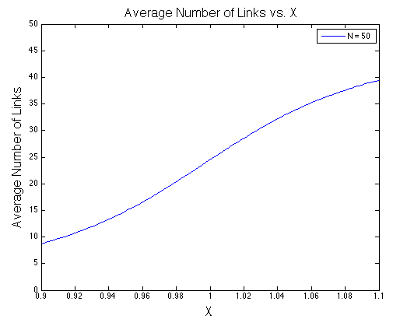 Average Number of Links vs. X
N = 50
Average Number of Links
50
45
40
35
30
25
20
15
10
5
0
0.9 0.92 0.94 0.96 0.98 1 1.02 1.04 1.06 1.08 1.1
X